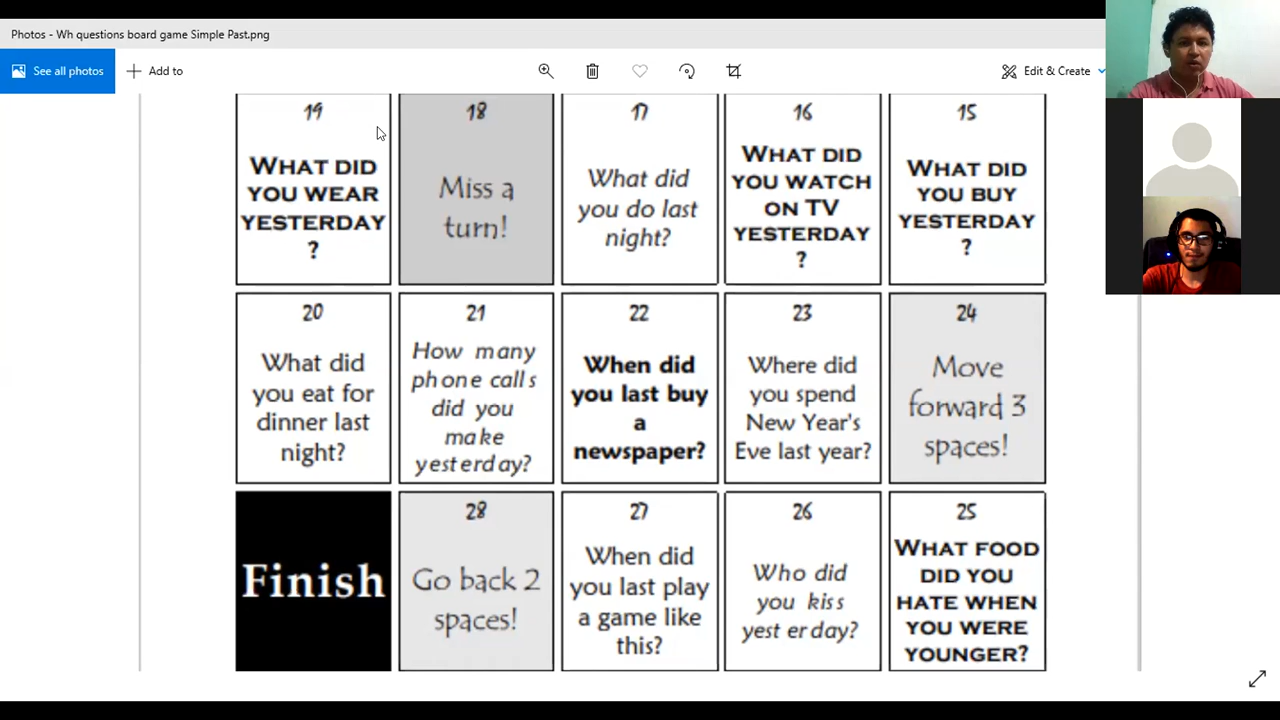 Photos - Wh questions board game Simple Past.png
See all photos
Add to
Edit & Create
19
WHAT DID
YOU WEAR
YESTERDAY
?
18
Miss a
turn!
17
What did
you do last
night?
16
WHAT DID
YOU WATCH
ON TV
YESTERDAY
?
15
WHAT DID
YOU BUY
YESTERDAY
?
20
What did
you eat for
dinner last
night?
21
How many
phone calls
did you
make
yesterday?
22
When did
you last buy
a
newspaper?
23
Where did
you spend
New Year's
Eve last year?
24
Move
forward 3
spaces!
Finish
28
Go back 2
spaces!
27
When did
you last play
a game like
this?
26
Who did
you kiss
yesterday?
25
WHAT FOOD
DID YOU
HATE WHEN
YOU WERE
YOUNGER?